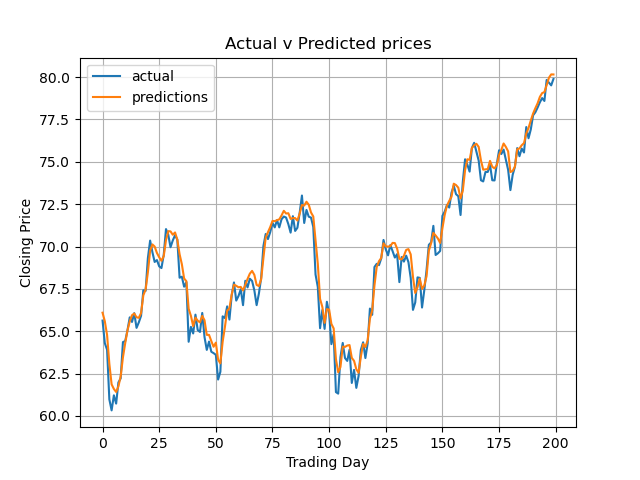 Actual v Predicted prices
actual
predictions
80.0
77.5
75.0
72.5
70.0
67.5
65.0
62.5
60.0
Closing Price
0 25 50 75 100 125 150 175 200
Trading Day